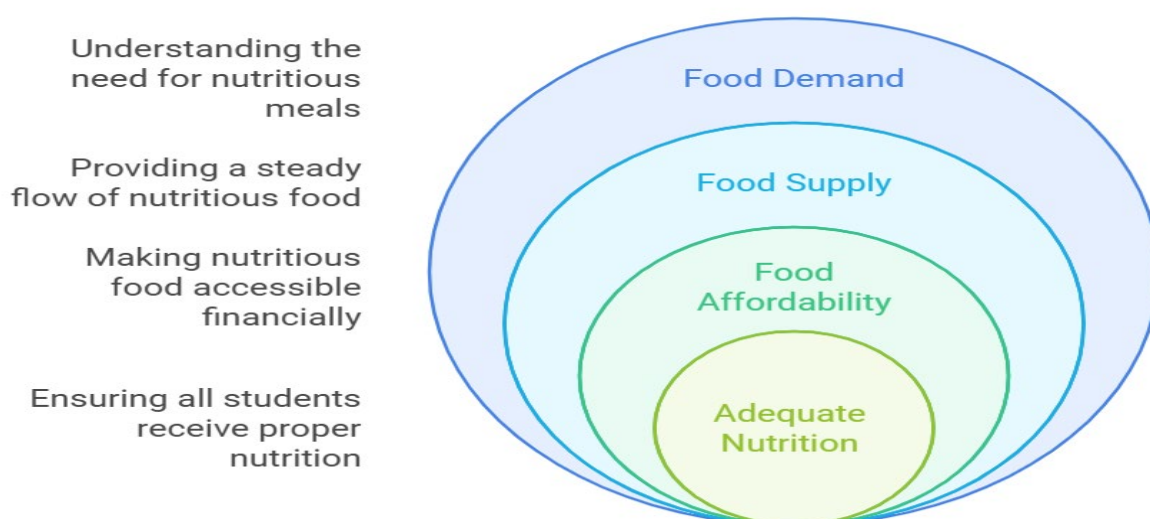 Understanding the
need for nutritious
meals
Food Demand
Providing a steady
flow of nutritious food
Food Supply
Making nutritious
food accessible
financially
Food
Affordability
Ensuring all students
receive proper
nutrition
Adequate
Nutrition